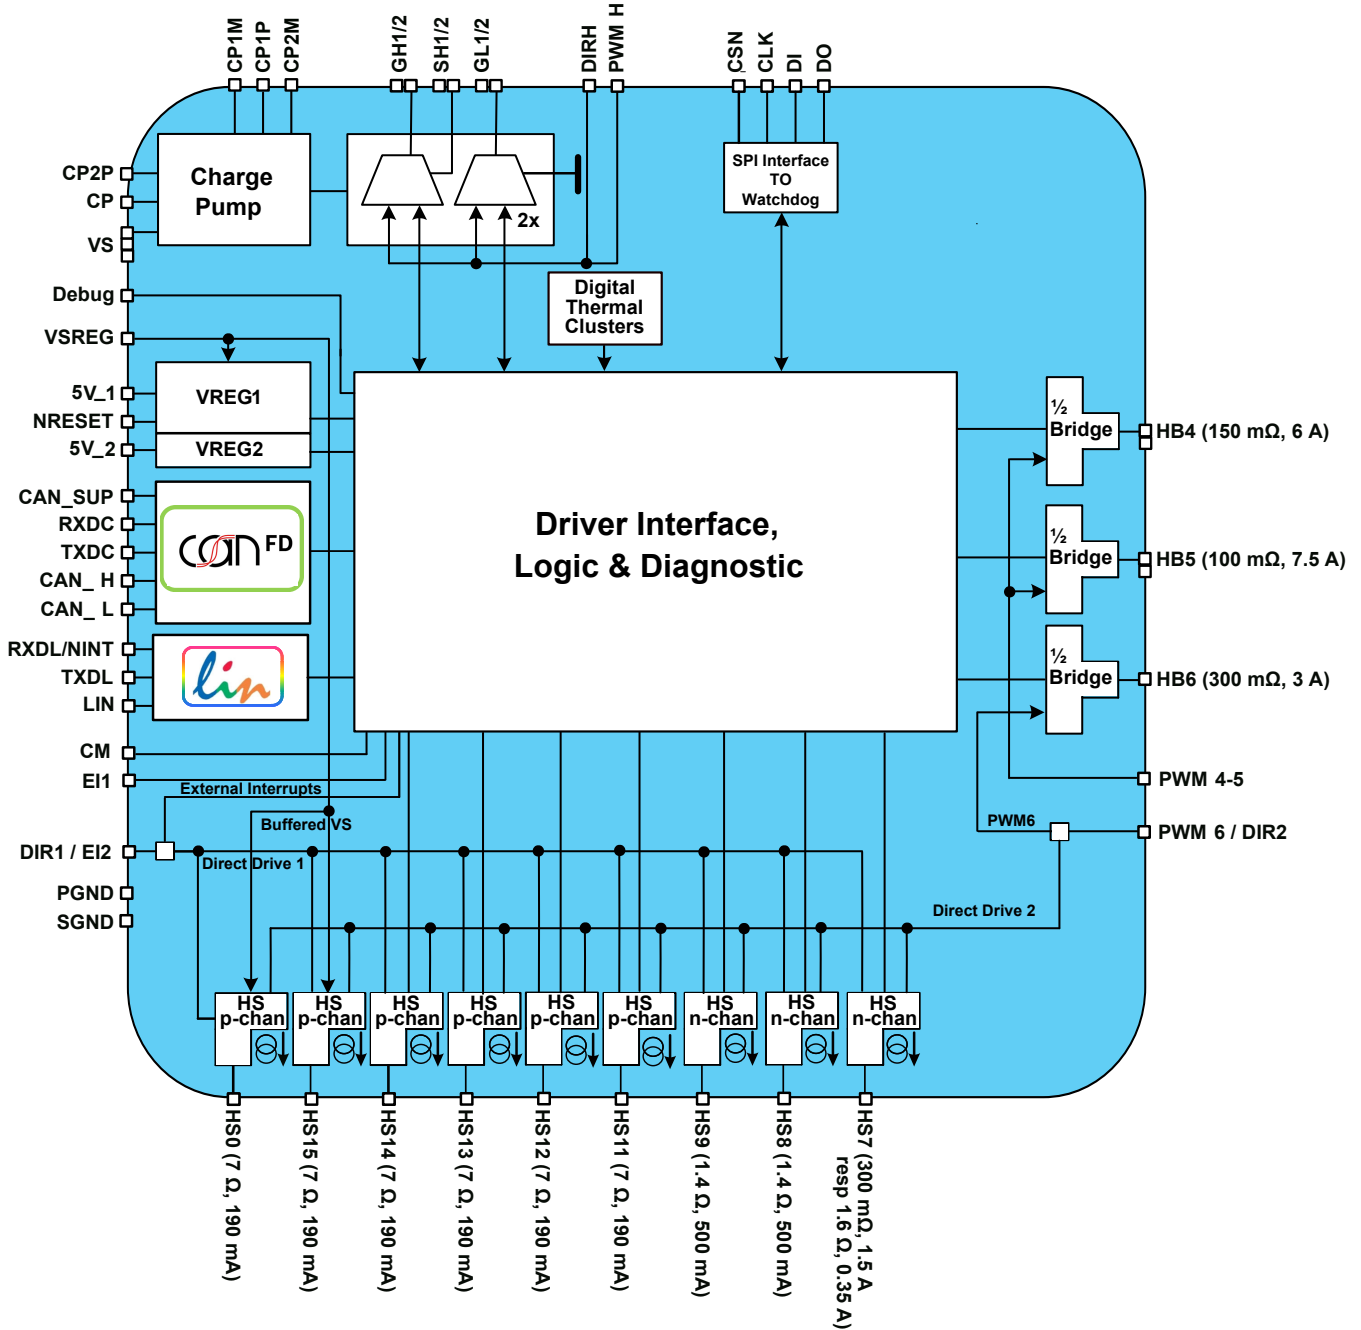 CP1M
CP1P
CP2M
GH1/2
SH1/2
GL1/2
DIRH
PWM H
CSN
CLK
DI
DO
CP2P
CP
VS
Debug
VSREG
5V_1
NRESET
5V_2
CAN_SUP
RXDC
TXDC
CAN_ H
CAN_ L
RXDL/NINT
TXDL
LIN
CM
EI1
DIR1 / EI2
PGND
SGND
Charge
Pump
2x
SPI Interface
TO
Watchdog
Digital
Thermal
Clusters
VREG1
VREG2
CAN FD
lin
Driver Interface,
Logic & Diagnostic
½
Bridge
HB4 (150 mΩ, 6 A)
½
Bridge
HB5 (100 mΩ, 7.5 A)
½
Bridge
HB6 (300 mΩ, 3 A)
PWM 4-5
PWM6
PWM 6 / DIR2
External Interrupts
Buffered VS
Direct Drive 1
Direct Drive 2
HS
p-chan
HS
p-chan
HS
p-chan
HS
p-chan
HS
p-chan
HS
p-chan
HS
n-chan
HS
n-chan
HS
n-chan
HS0 (7 Ω, 190 mA)
HS15 (7 Ω, 190 mA)
HS14 (7 Ω, 190 mA)
HS13 (7 Ω, 190 mA)
HS12 (7 Ω, 190 mA)
HS11 (7 Ω, 190 mA)
HS9 (1.4 Ω, 500 mA)
HS8 (1.4 Ω, 500 mA)
HS7 (300 mΩ, 1.5 A
resp 1.6 Ω, 0.35 A)